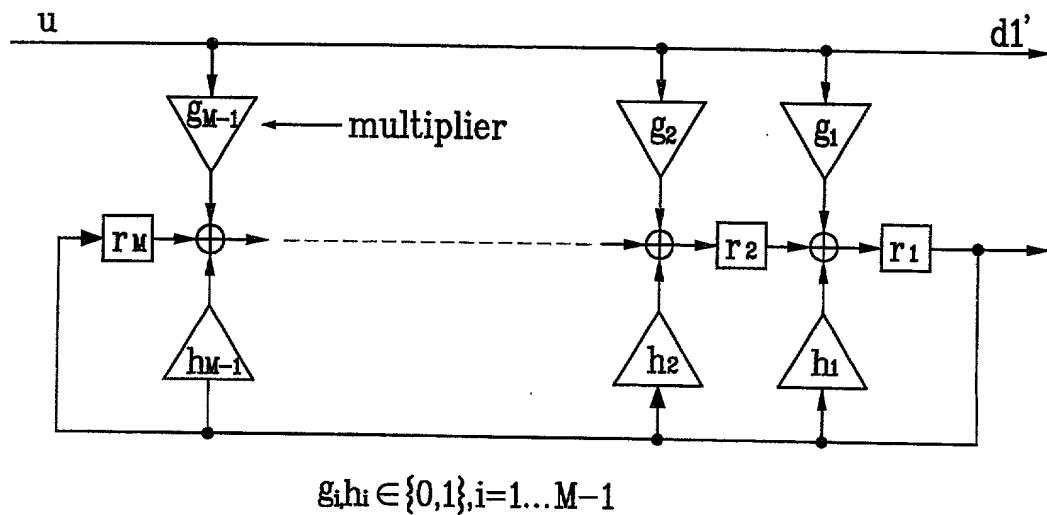 u
d1'
gM-1
multiplier
g2
g1
rM
r2
r1
hM-1
h2
h1
gi,hi∈{0,1},i=1...M-1